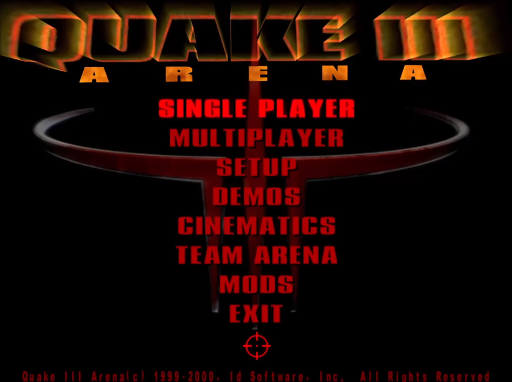 QUAKE III
ARENA
SINGLE PLAYER
MULTIPLAYER
SETUP
DEMOS
CINEMATICS
TEAM ARENA
MODS
EXIT
Quake III Arena(c) 1999-2000, Id Software, Inc. All Rights Reserved